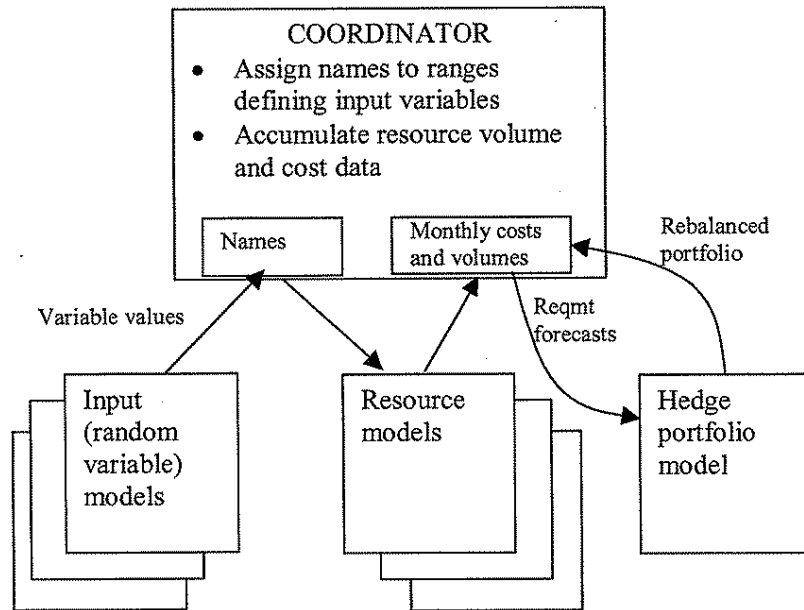 COORDINATOR
• Assign names to ranges
defining input variables
• Accumulate resource volume
and cost data
Names
Monthly costs
and volumes
Rebalanced
portfolio
Variable values
Reqmt
forecasts
Input
(random
variable)
models
Resource
models
Hedge
portfolio
model